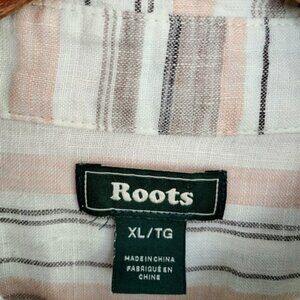 Roots
XL/TG
MADE IN CHINA
FABRIQUÉ EN
CHINE